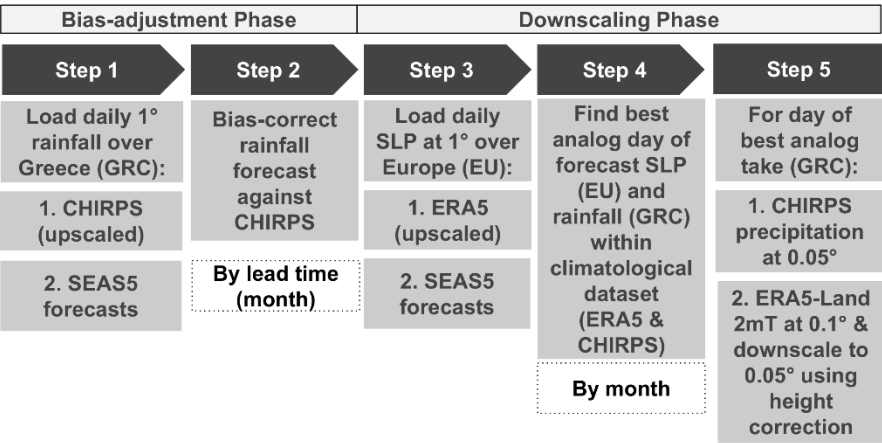 Bias-adjustment Phase
Downscaling Phase
Step 1
Step 2
Step 3
Step 4
Step 5
Load daily 1°
rainfall over
Greece (GRC):
1. CHIRPS
(upscaled)
2. SEAS5
forecasts
Bias-correct
rainfall
forecast
against
CHIRPS
By lead time
(month)
Load daily
SLP at 1° over
Europe (EU):
1. ERA5
(upscaled)
2. SEAS5
forecasts
Find best
analog day of
forecast SLP
(EU) and
rainfall (GRC)
within
climatological
dataset
(ERA5 &
CHIRPS)
By month
For day of
best analog
take (GRC):
1. CHIRPS
precipitation
at 0.05°
2. ERA5-Land
2mT at 0.1° &
downscale to
0.05° using
height
correction